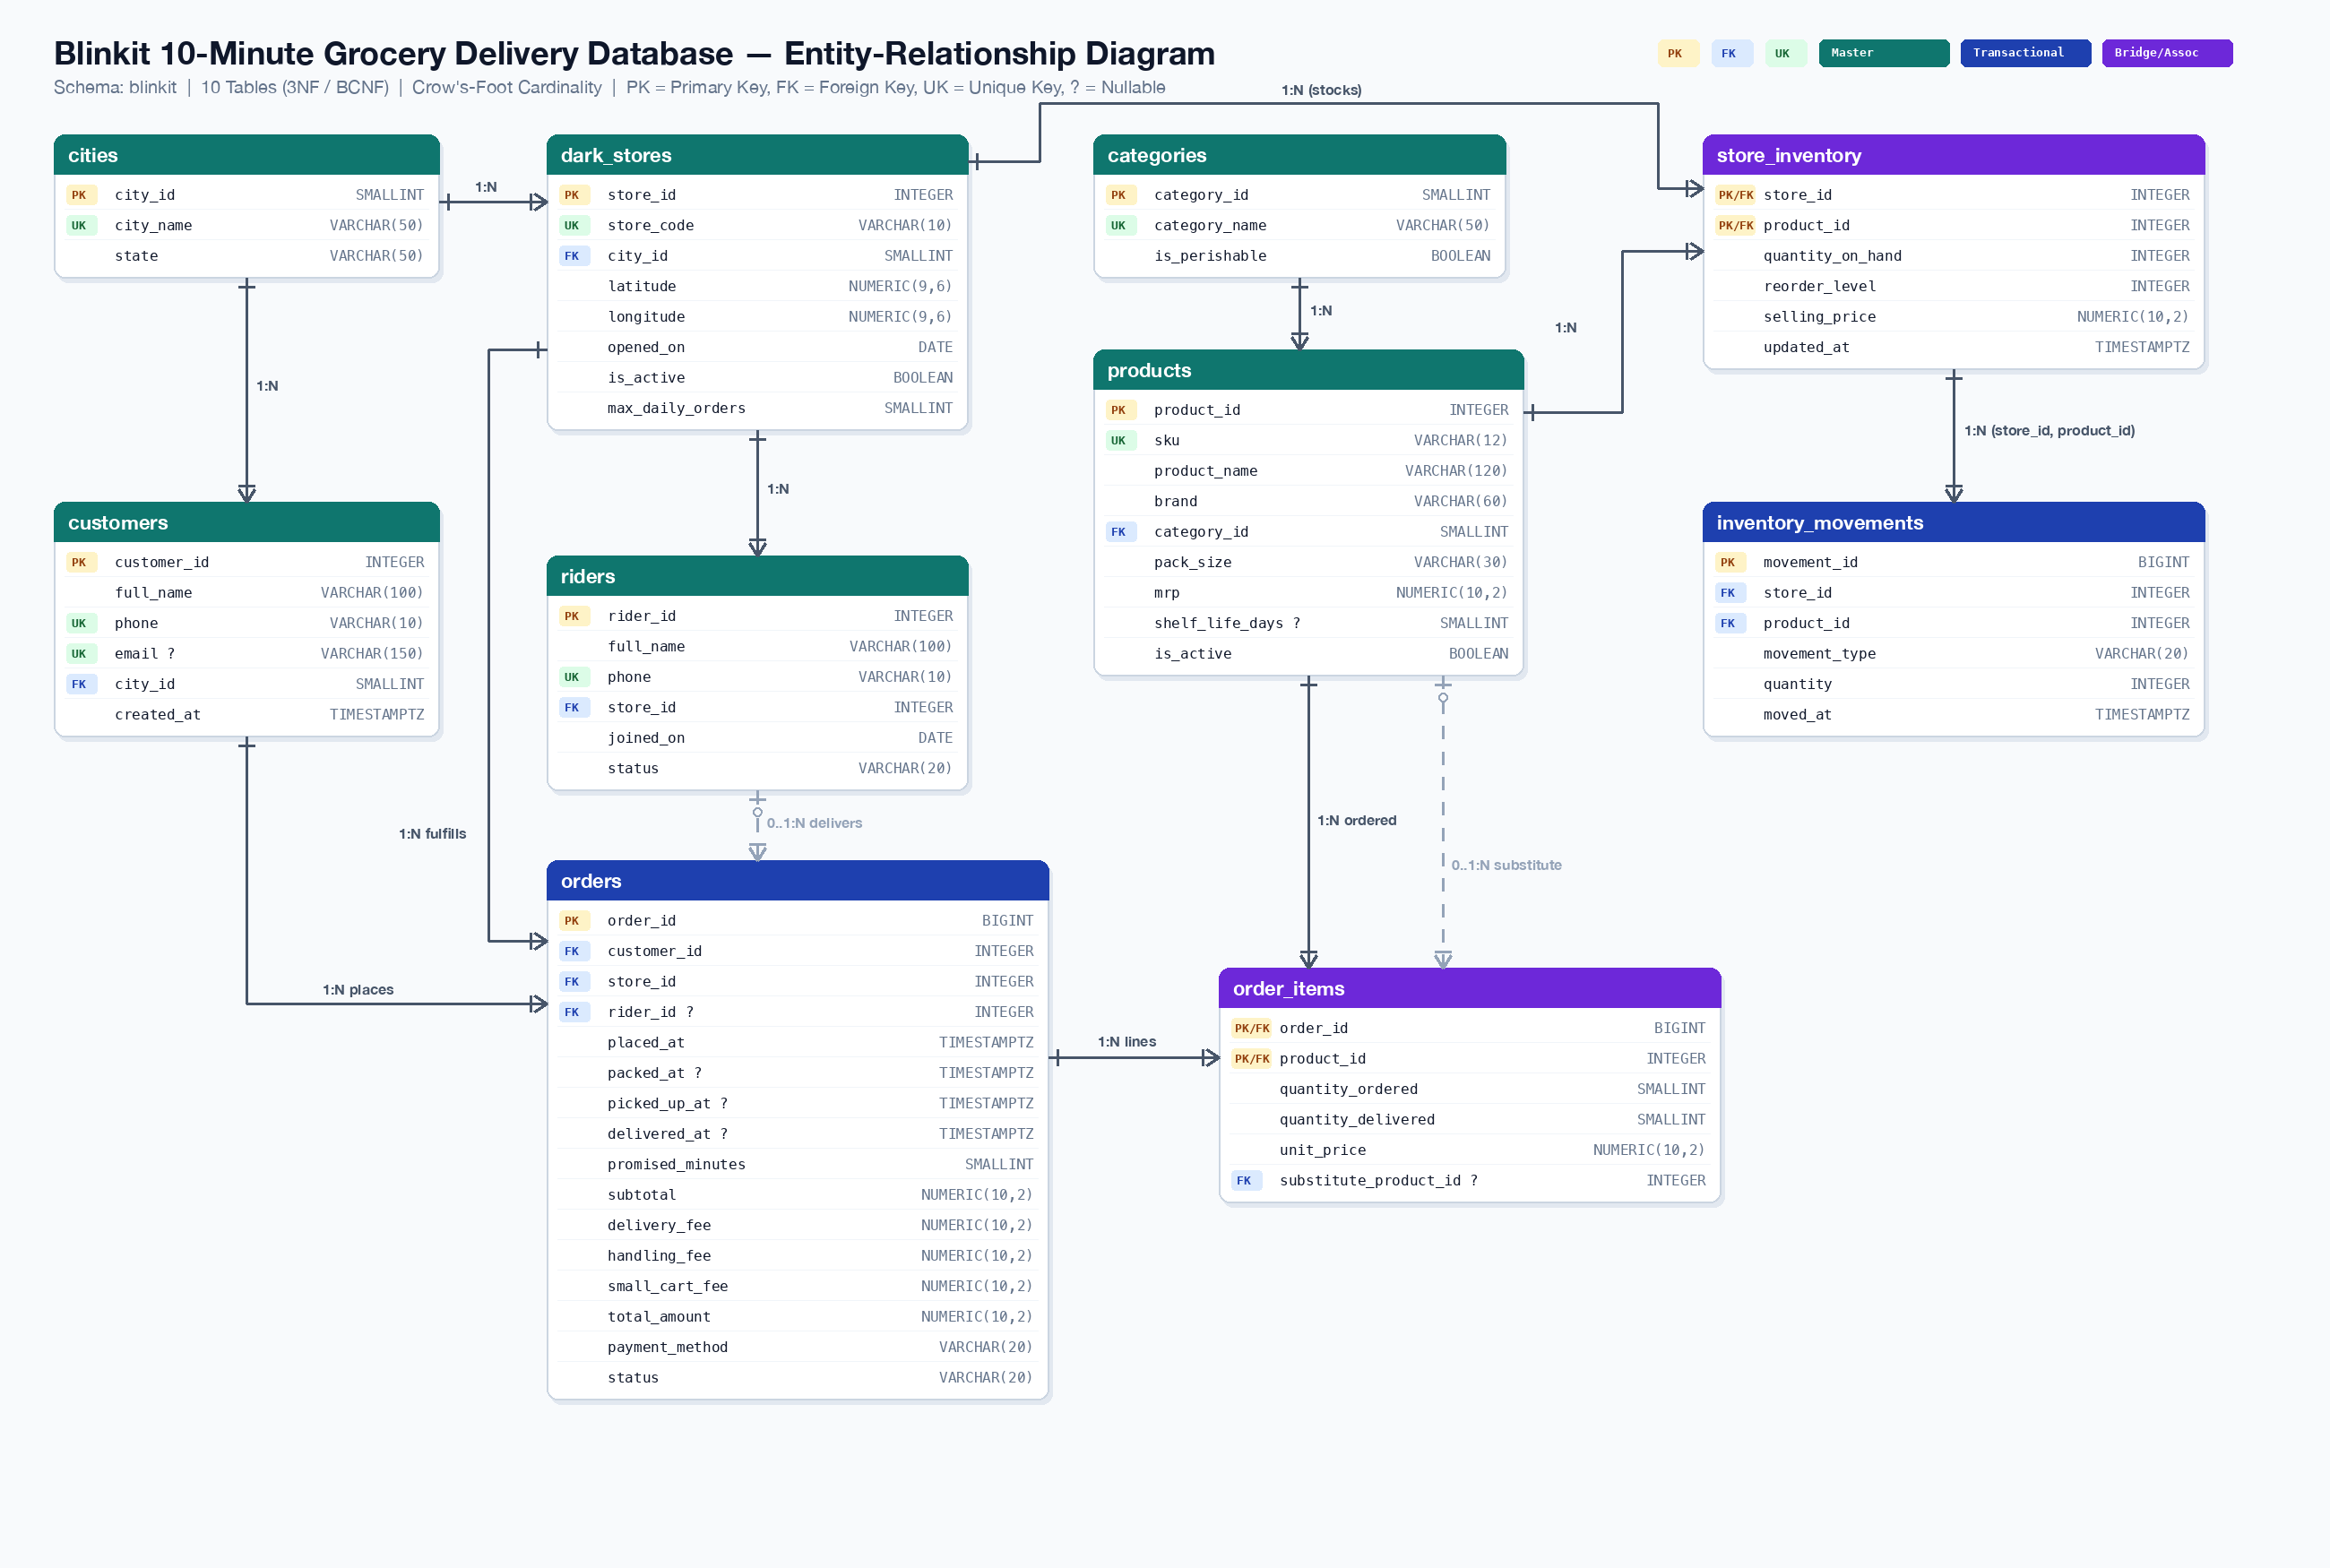 Blinkit 10-Minute Grocery Delivery Database — Entity-Relationship Diagram
PK FK UK Master Transactional Bridge/Assoc
Schema: blinkit | 10 Tables (3NF / BCNF) | Crow's-Foot Cardinality | PK = Primary Key, FK = Foreign Key, UK = Unique Key, ? = Nullable
1:N (stocks)
cities
PK city_id SMALLINT
UK city_name VARCHAR(50)
state VARCHAR(50)
1:N
dark_stores
PK store_id INTEGER
UK store_code VARCHAR(10)
FK city_id SMALLINT
latitude NUMERIC(9,6)
longitude NUMERIC(9,6)
opened_on DATE
is_active BOOLEAN
max_daily_orders SMALLINT
categories
PK category_id SMALLINT
UK category_name VARCHAR(50)
is_perishable BOOLEAN
1:N
store_inventory
PK/FK store_id INTEGER
PK/FK product_id INTEGER
quantity_on_hand INTEGER
reorder_level INTEGER
selling_price NUMERIC(10,2)
updated_at TIMESTAMPTZ
1:N
1:N
1:N
1:N (store_id, product_id)
products
PK product_id INTEGER
UK sku VARCHAR(12)
product_name VARCHAR(120)
brand VARCHAR(60)
FK category_id SMALLINT
pack_size VARCHAR(30)
mrp NUMERIC(10,2)
shelf_life_days ? SMALLINT
is_active BOOLEAN
customers
PK customer_id INTEGER
full_name VARCHAR(100)
UK phone VARCHAR(10)
UK email ? VARCHAR(150)
FK city_id SMALLINT
created_at TIMESTAMPTZ
riders
PK rider_id INTEGER
full_name VARCHAR(100)
UK phone VARCHAR(10)
FK store_id INTEGER
joined_on DATE
status VARCHAR(20)
inventory_movements
PK movement_id BIGINT
FK store_id INTEGER
FK product_id INTEGER
movement_type VARCHAR(20)
quantity INTEGER
moved_at TIMESTAMPTZ
1:N fulfills
0..1:N delivers
1:N ordered
0..1:N substitute
1:N places
orders
PK order_id BIGINT
FK customer_id INTEGER
FK store_id INTEGER
FK rider_id ? INTEGER
placed_at TIMESTAMPTZ
packed_at ? TIMESTAMPTZ
picked_up_at ? TIMESTAMPTZ
delivered_at ? TIMESTAMPTZ
promised_minutes SMALLINT
subtotal NUMERIC(10,2)
delivery_fee NUMERIC(10,2)
handling_fee NUMERIC(10,2)
small_cart_fee NUMERIC(10,2)
total_amount NUMERIC(10,2)
payment_method VARCHAR(20)
status VARCHAR(20)
1:N lines
order_items
PK/FK order_id BIGINT
PK/FK product_id INTEGER
quantity_ordered SMALLINT
quantity_delivered SMALLINT
unit_price NUMERIC(10,2)
FK substitute_product_id ? INTEGER